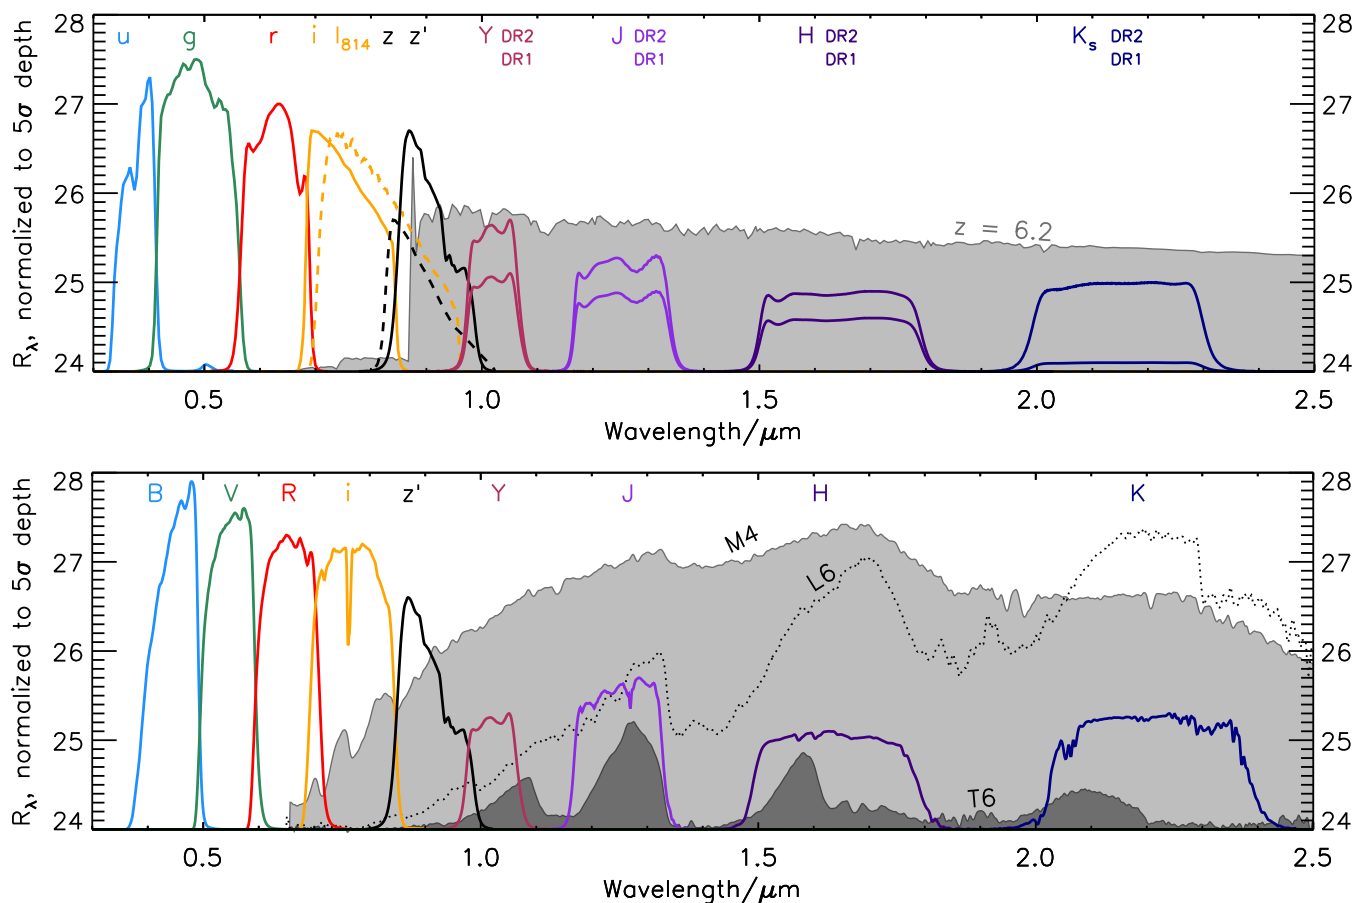 u g r i I814 z z' Y DR2 J DR2 H DR2 Ks DR2
DR1 DR1 DR1 DR1
28 28
27 27
26 26
25 25
24 24
Rλ, normalized to 5σ depth
z = 6.2
0.5 1.0 1.5 2.0 2.5
Wavelength/μm
B V R i z' Y J H K
28 28
27 27
26 26
25 25
24 24
Rλ, normalized to 5σ depth
M4
L6
T6
0.5 1.0 1.5 2.0 2.5
Wavelength/μm